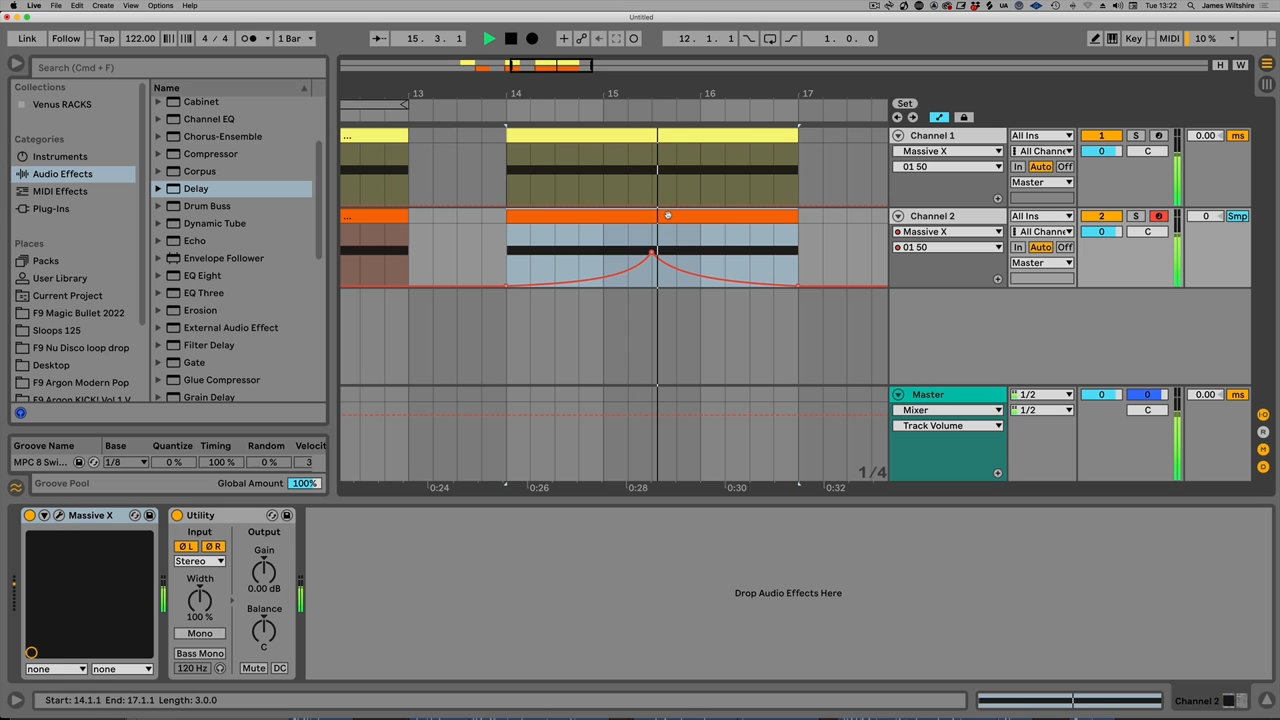 Live File Edit Create View Options Window Help UA Tue 13:22 James Wiltshire
Untitled
Link Follow Tap 122.00 4 / 4 1 Bar 15. 3. 1 12. 1. 1 1. 0. 0 Key MIDI 10 %
Search (Cmd + F)
Collections
Venus RACKS
Categories
Instruments
Audio Effects
MIDI Effects
Plug-Ins
Places
Packs
User Library
Current Project
F9 Magic Bullet 2022
Sloops 125
F9 Nu Disco loop drop
Desktop
F9 Argon Modern Pop
F9 Argon KICK! Vol 1 V
Name
Cabinet
Channel EQ
Chorus-Ensemble
Compressor
Corpus
Delay
Drum Buss
Dynamic Tube
Echo
Envelope Follower
EQ Eight
EQ Three
Erosion
External Audio Effect
Filter Delay
Gate
Glue Compressor
Grain Delay
Groove Name Base Quantize Timing Random Velocit
MPC 8 Swi... 1/8 0 % 100 % 0 % 3
Groove Pool Global Amount 100%
H W
13 14 15 16 17
Set
...
Channel 1 All Ins 1 S 0.00 ms
Massive X All Channe 0 C
01 50 In Auto Off
Master
...
Channel 2 All Ins 2 S 0 Smp
Massive X All Channe 0 C
01 50 In Auto Off
Master
Master 1/2 0 0 0.00 ms
Mixer 1/2 C
Track Volume
1/4
0:24 0:26 0:28 0:30 0:32
I·O
R
M
D
Massive X
none none
Utility
Input Output
Ø L Ø R Gain
Stereo 0.00 dB
Width Balance
100 % C
Mono
Bass Mono
120 Hz Mute DC
Drop Audio Effects Here
Start: 14.1.1 End: 17.1.1 Length: 3.0.0
Channel 2